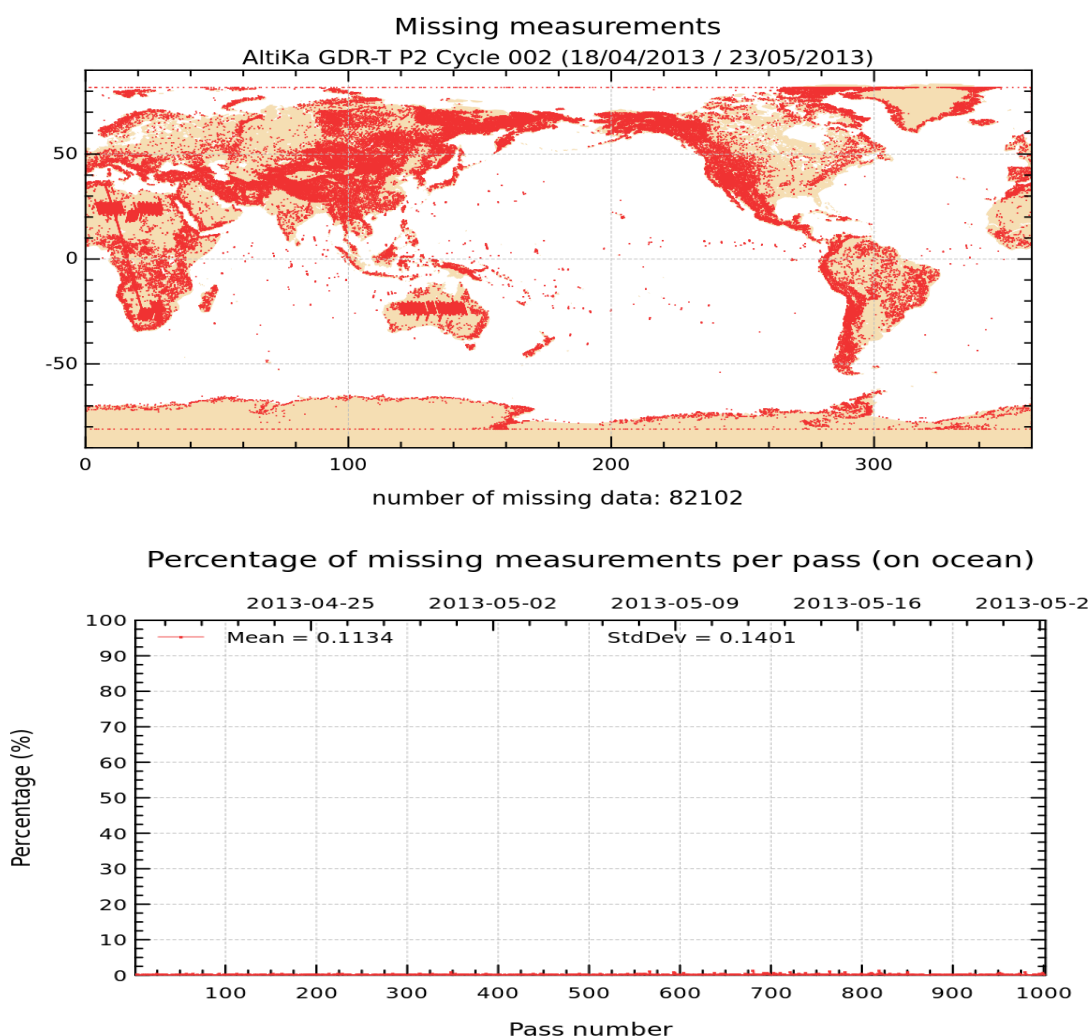 Missing measurements
AltiKa GDR-T P2 Cycle 002 (18/04/2013 / 23/05/2013)
50
0
-50
0 100 200 300
number of missing data: 82102
Percentage of missing measurements per pass (on ocean)
2013-04-25 2013-05-02 2013-05-09 2013-05-16 2013-05-2
Mean = 0.1134 StdDev = 0.1401
100
90
80
70
60
50
40
30
20
10
0
Percentage (%)
100 200 300 400 500 600 700 800 900 1000
Pass number